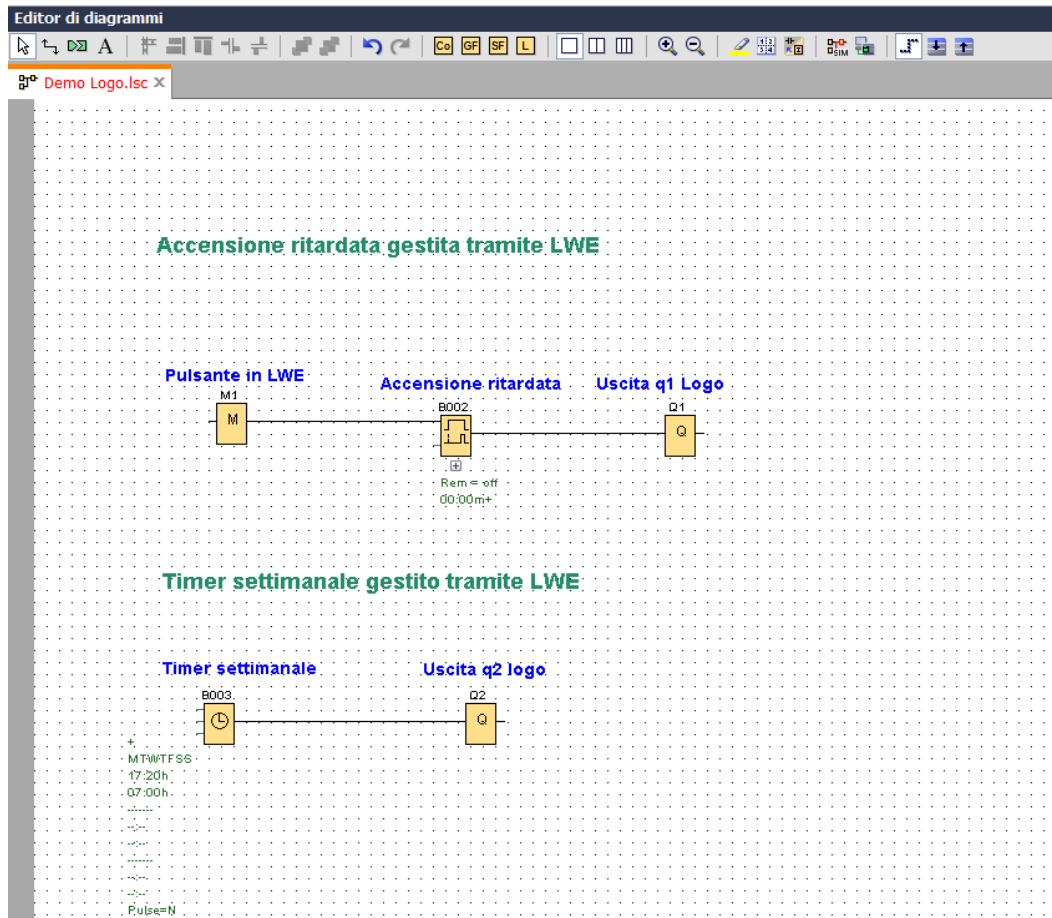 Editor di diagrammi
A Co GF SF L SIM
Demo Logo.lsc
Accensione ritardata gestita tramite LWE
Pulsante in LWE Accensione ritardata Uscita q1 Logo
M1 B002 Q1
M Q
Rem = off
00:00m+
Timer settimanale gestito tramite LWE
Timer settimanale Uscita q2 logo
B003 Q2
Q
+
MTWTFSS
17:20h
07:00h
-------
--:--
--:--
-------
--:--
--:--
Pulse=N